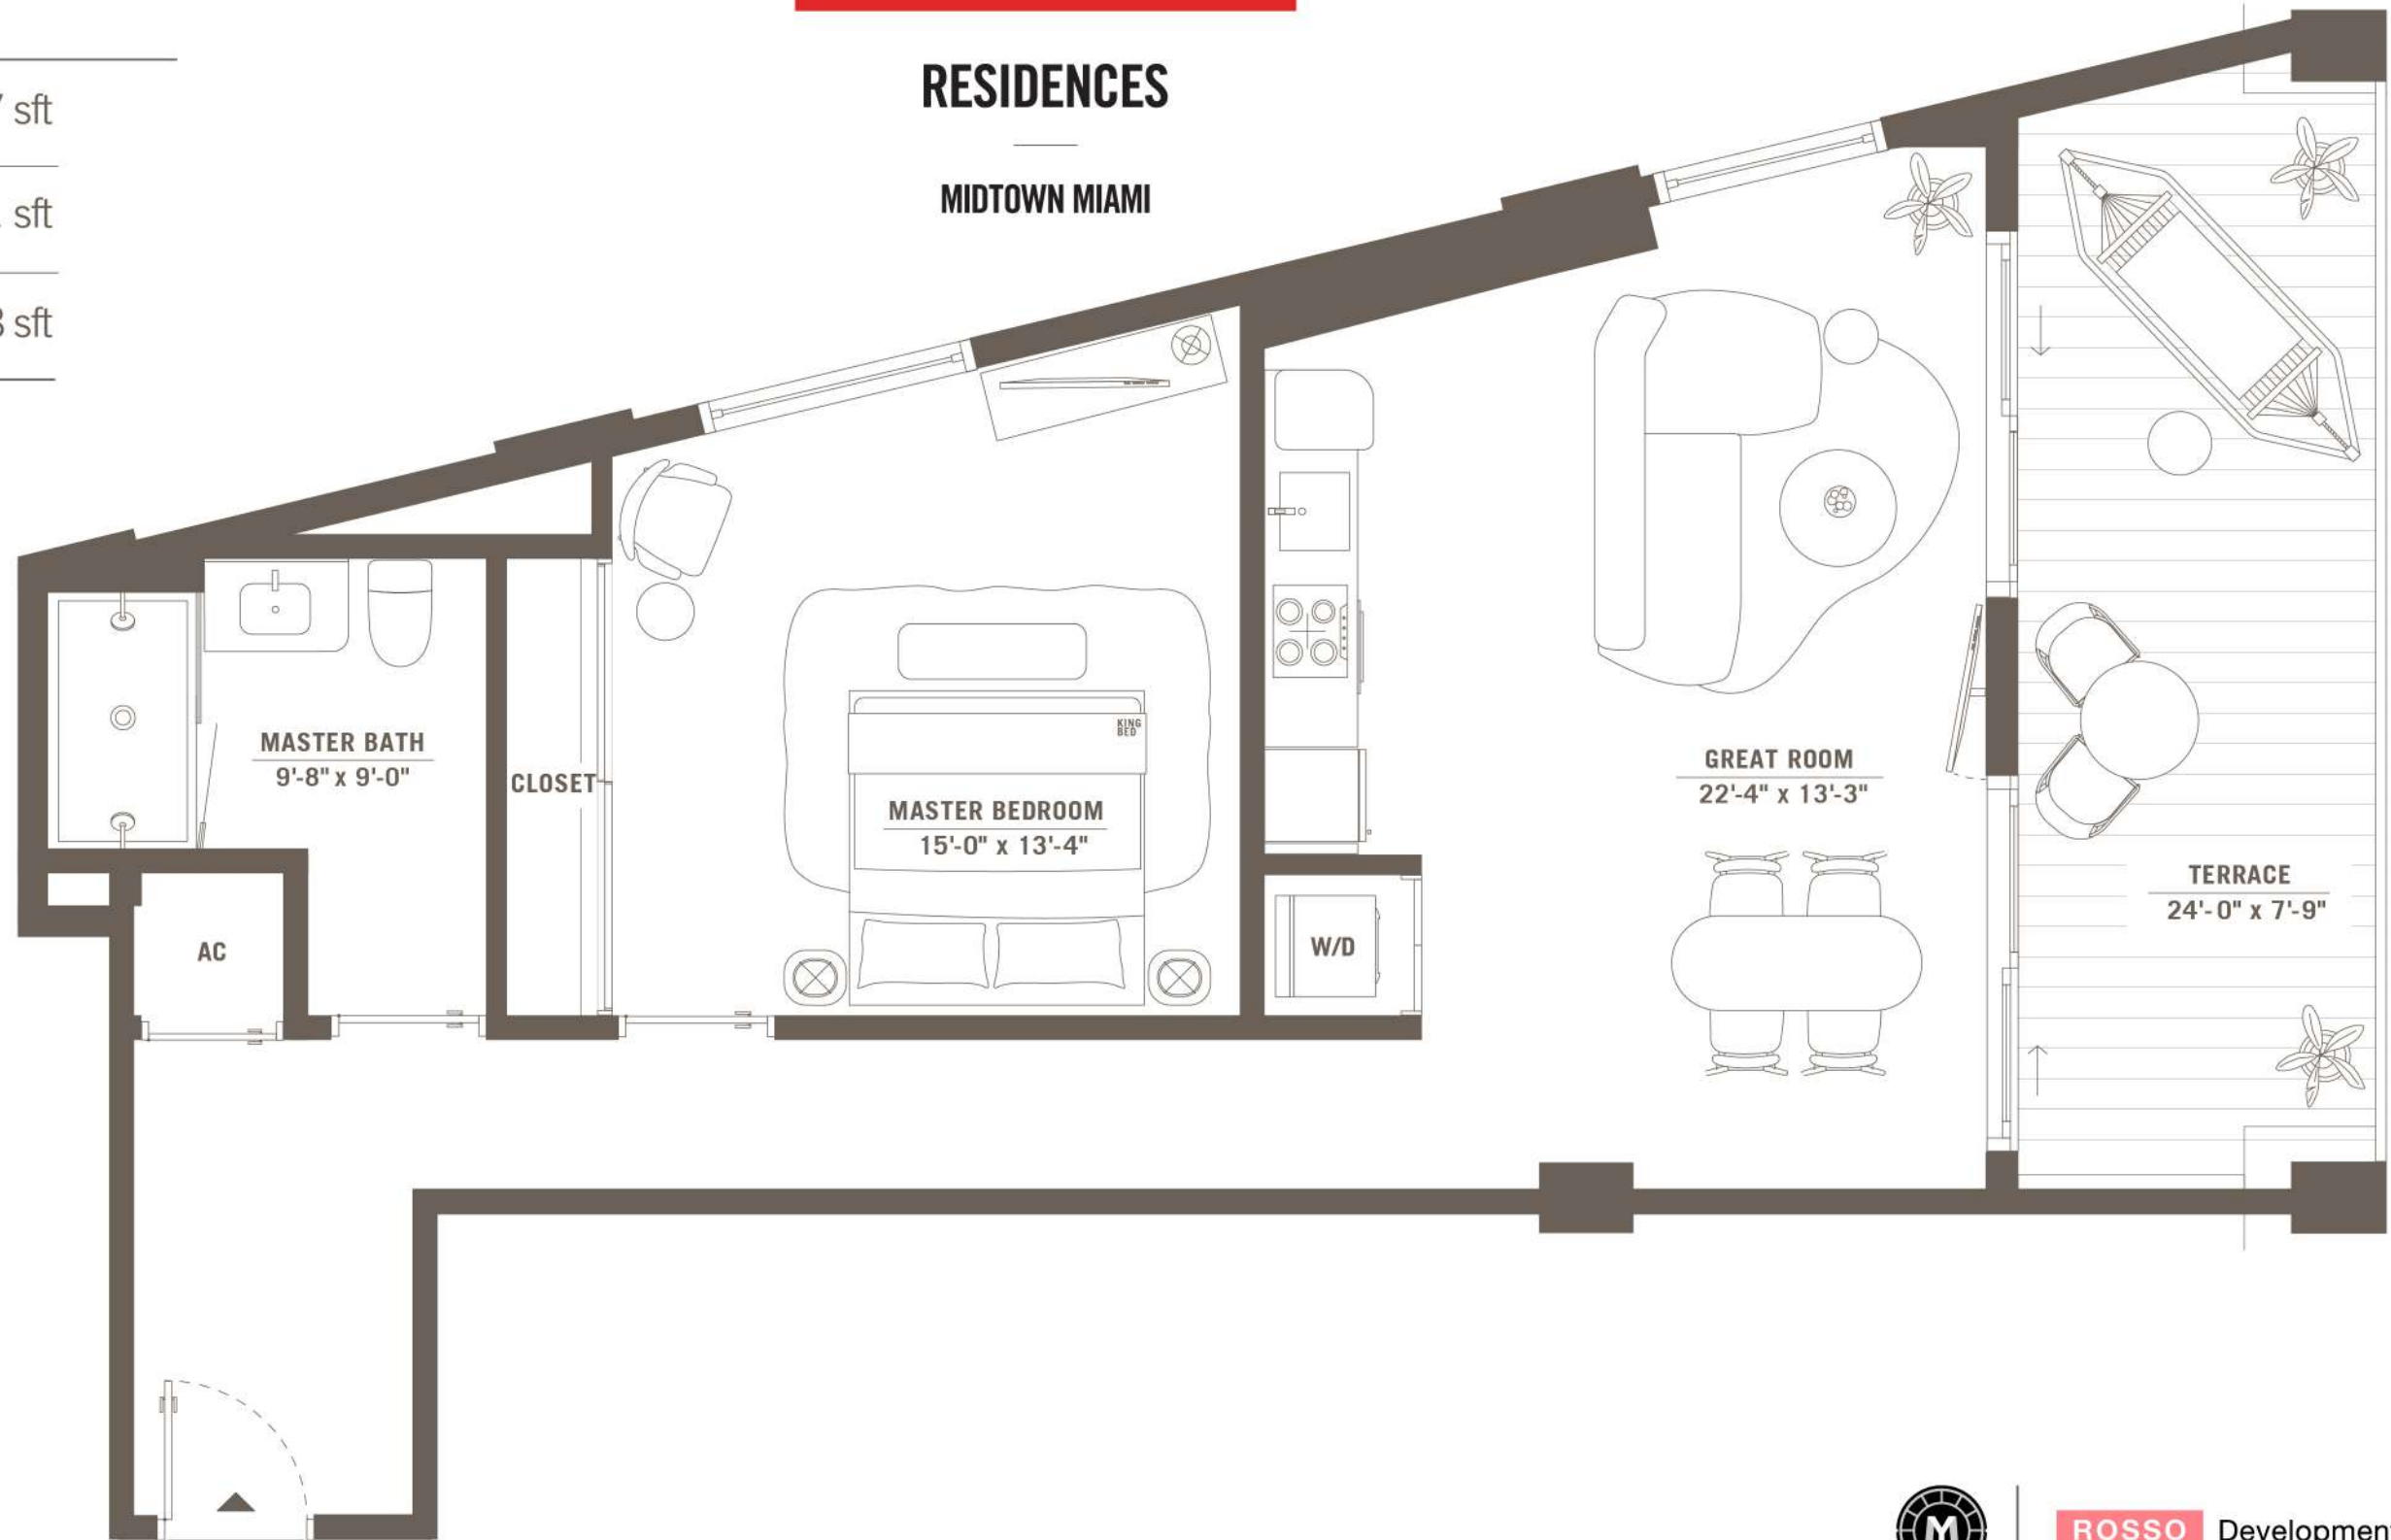 sft
sft
sft
RESIDENCES
MIDTOWN MIAMI
KING
BED
MASTER BATH
9'-8" x 9'-0"
CLOSET
GREAT ROOM
22'-4" x 13'-3"
MASTER BEDROOM
15'-0" x 13'-4"
TERRACE
24'-0" x 7'-9"
AC
W/D
M
ROSSO Development